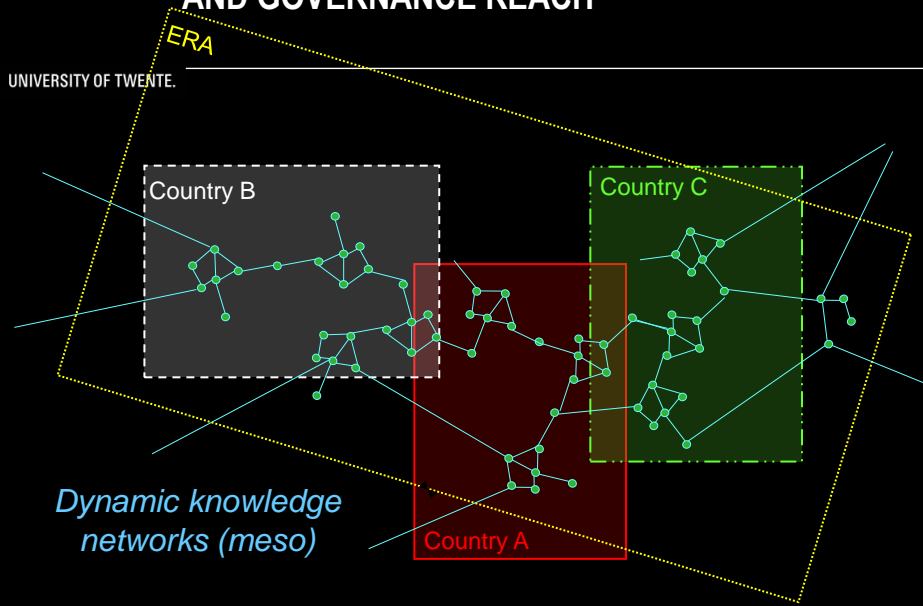 AND GOVERNANCE REACH
ERA
UNIVERSITY OF TWENTE.
Country B
Country C
Dynamic knowledge
networks (meso)
Country A